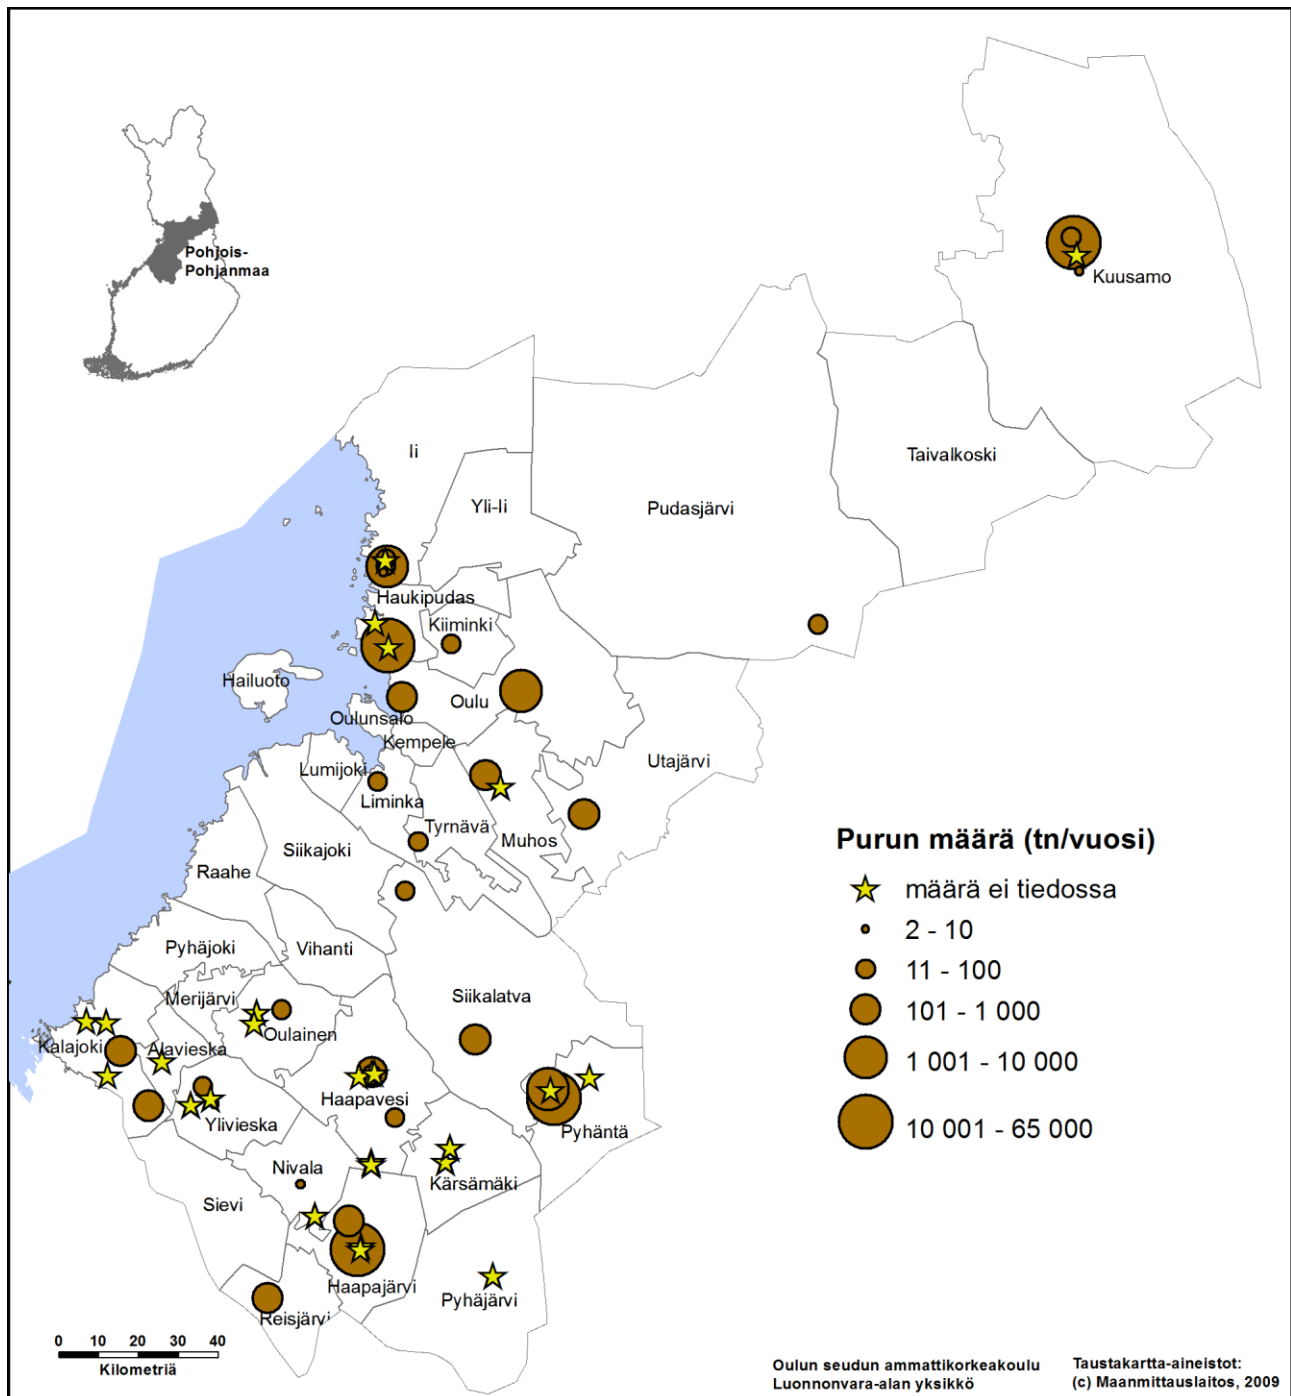 Pohjois-
Pohjanmaa
Kuusamo
Ii
Taivalkoski
Yli-Ii
Pudasjärvi
Haukipudas
Kiiminki
Hailuoto
Oulu
Oulunsalo
Kempele
Utajärvi
Lumijoki
Liminka
Tyrnävä
Muhos
Siikajoki
Raahe
Pyhäjoki
Vihanti
Merijärvi
Siikalatva
Oulainen
Kalajoki
Alavieska
Haapavesi
Ylivieska
Pyhäntä
Nivala
Kärsämäki
Sievi
Haapajärvi
Pyhäjärvi
Reisjärvi
Purun määrä (tn/vuosi)
määrä ei tiedossa
2 - 10
11 - 100
101 - 1 000
1 001 - 10 000
10 001 - 65 000
0 10 20 30 40
Kilometriä
Oulun seudun ammattikorkeakoulu
Luonnonvara-alan yksikkö
Taustakartta-aineistot:
(c) Maanmittauslaitos, 2009